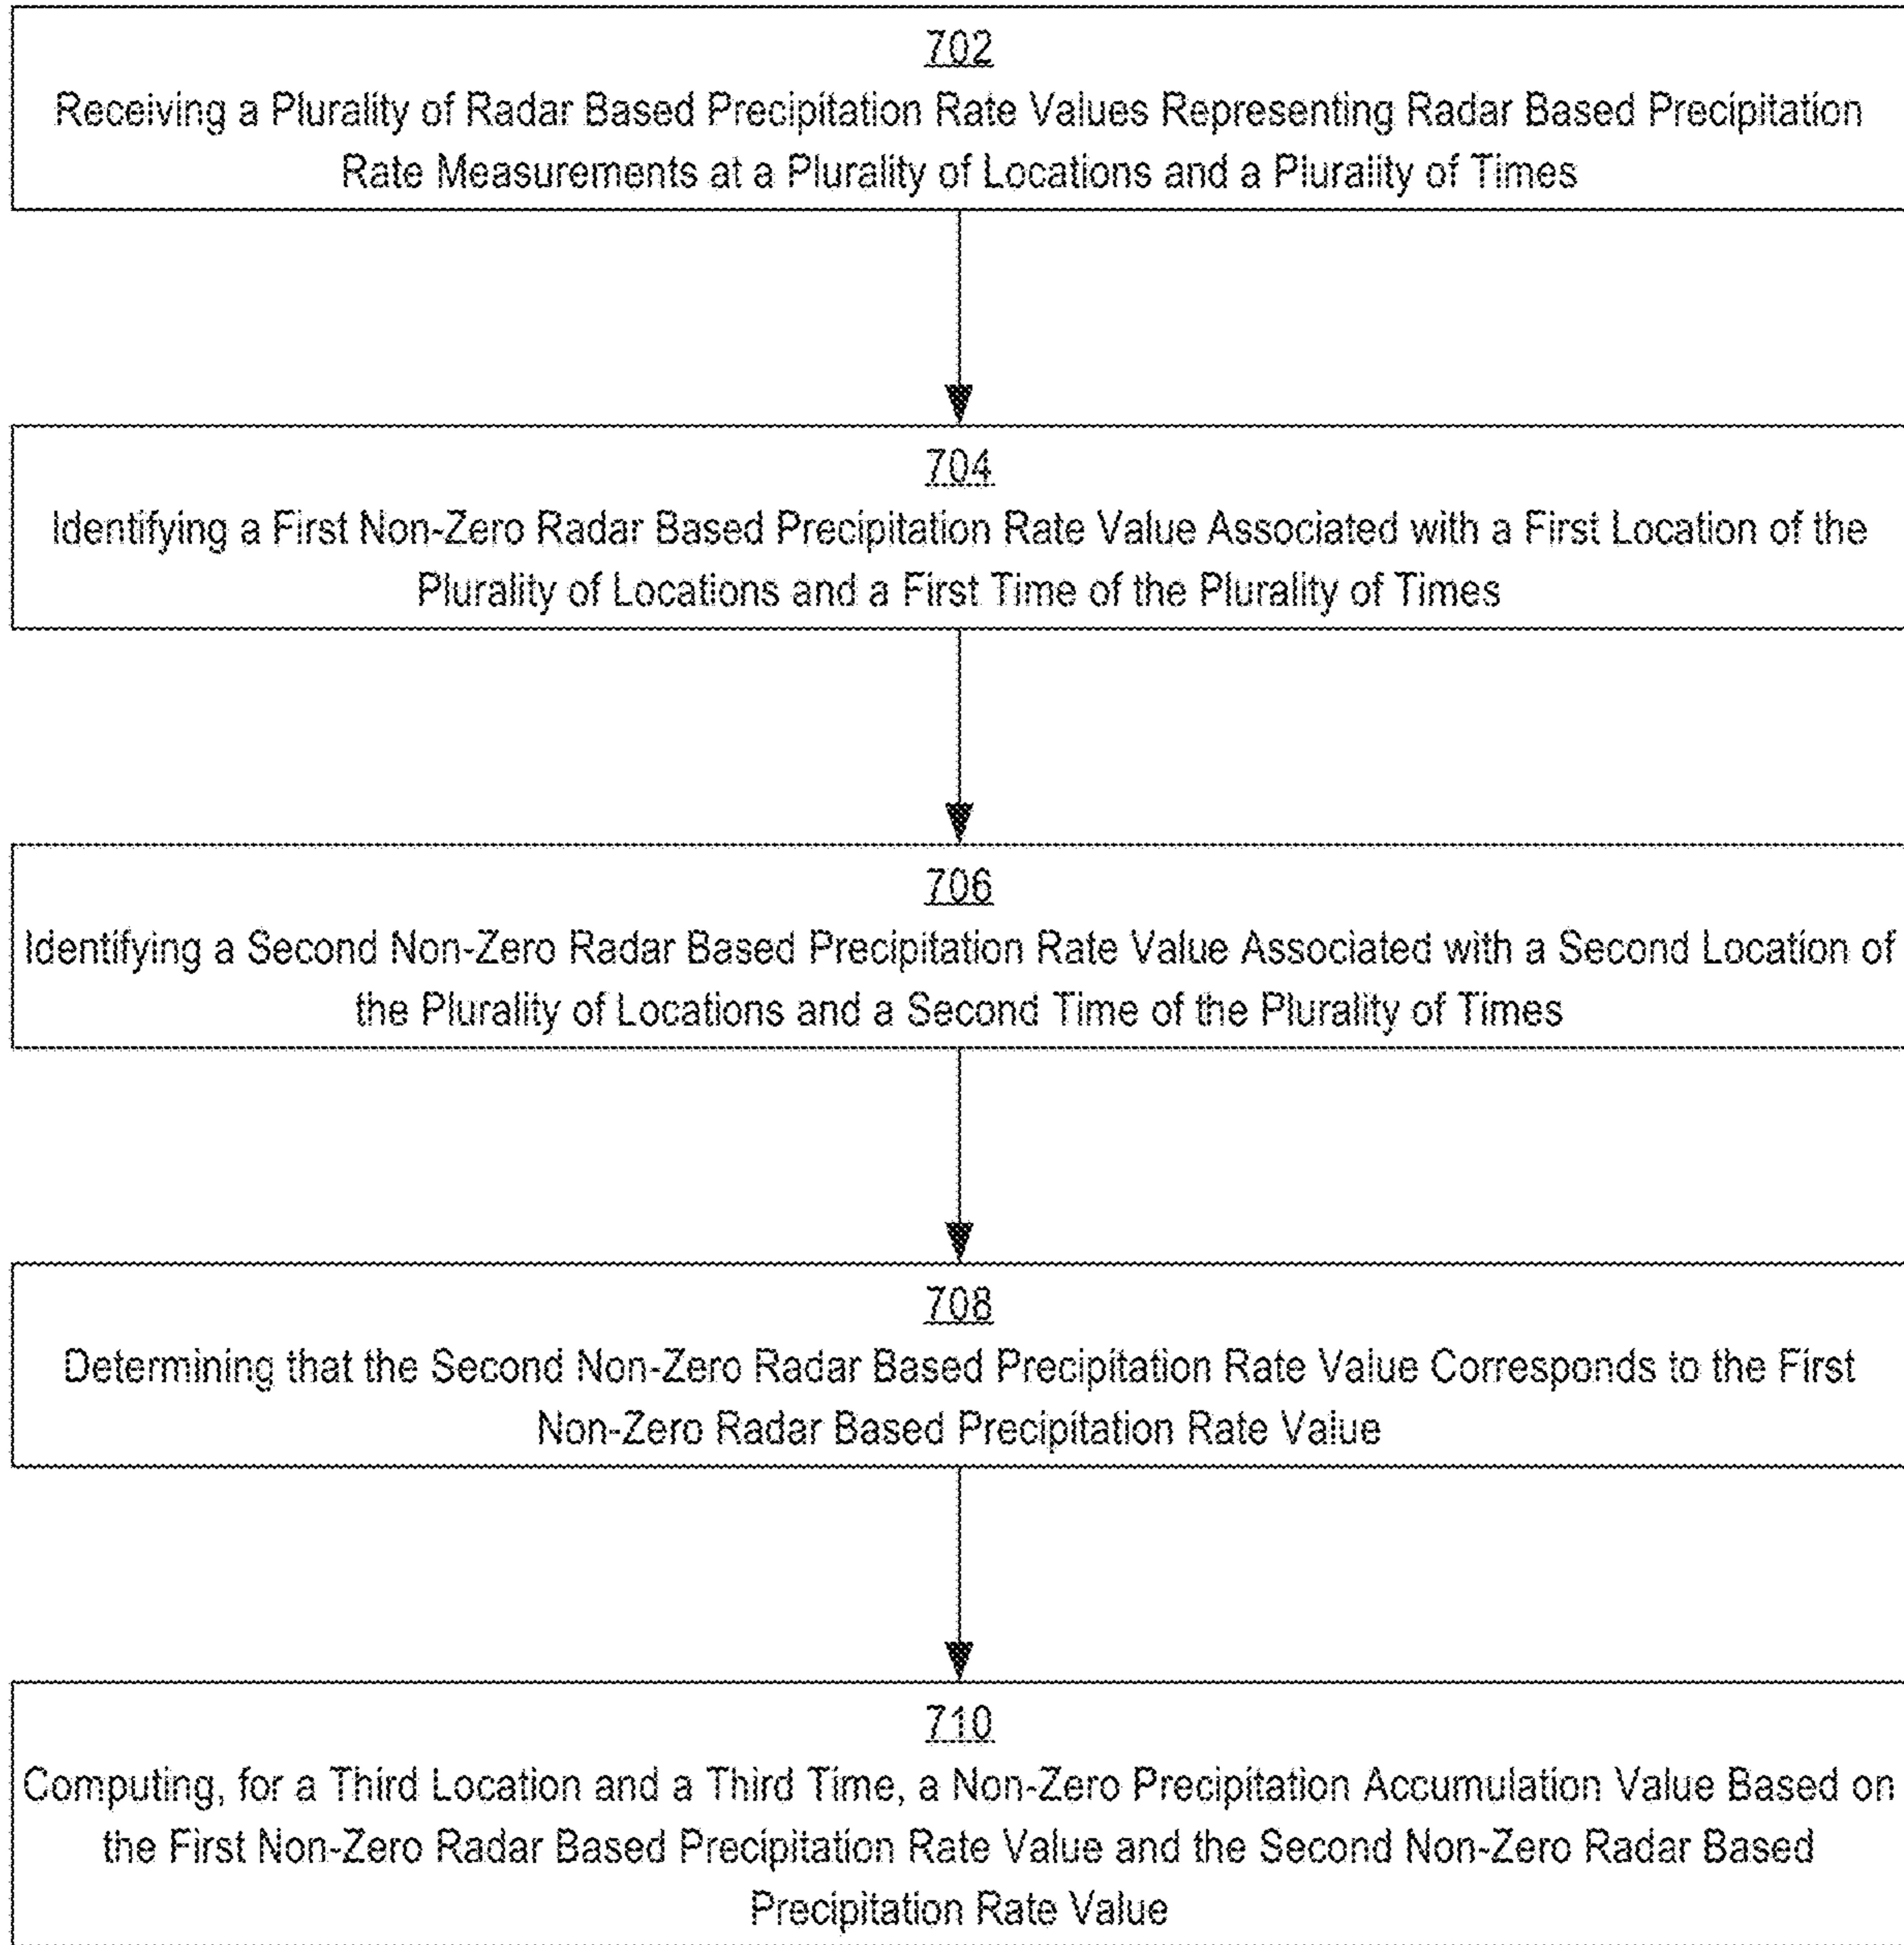 702
Receiving a Plurality of Radar Based Precipitation Rate Values Representing Radar Based Precipitation
Rate Measurements at a Plurality of Locations and a Plurality of Times
704
Identifying a First Non-Zero Radar Based Precipitation Rate Value Associated with a First Location of the
Plurality of Locations and a First Time of the Plurality of Times
706
Identifying a Second Non-Zero Radar Based Precipitation Rate Value Associated with a Second Location of
the Plurality of Locations and a Second Time of the Plurality of Times
708
Determining that the Second Non-Zero Radar Based Precipitation Rate Value Corresponds to the First
Non-Zero Radar Based Precipitation Rate Value
710
Computing, for a Third Location and a Third Time, a Non-Zero Precipitation Accumulation Value Based on
the First Non-Zero Radar Based Precipitation Rate Value and the Second Non-Zero Radar Based
Precipitation Rate Value